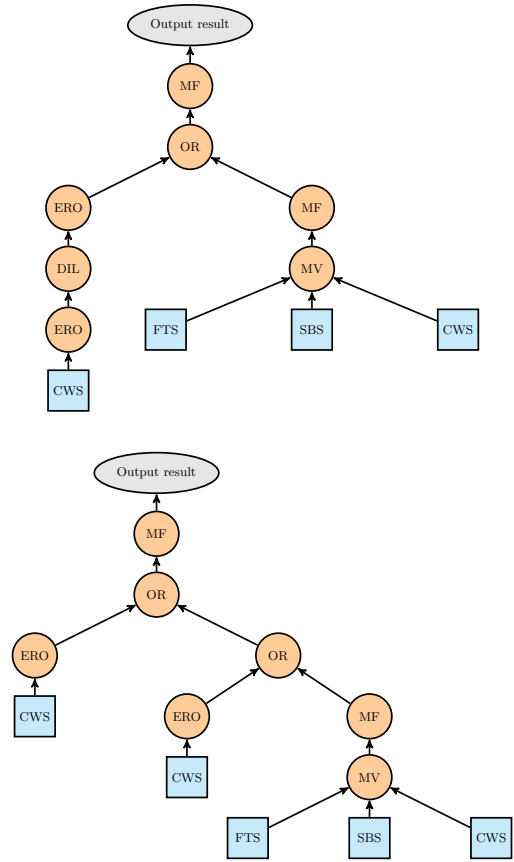 Output result
MF
OR
ERO MF
DIL MV
ERO FTS SBS CWS
CWS
Output result
MF
OR
ERO OR
CWS ERO MF
CWS MV
FTS SBS CWS